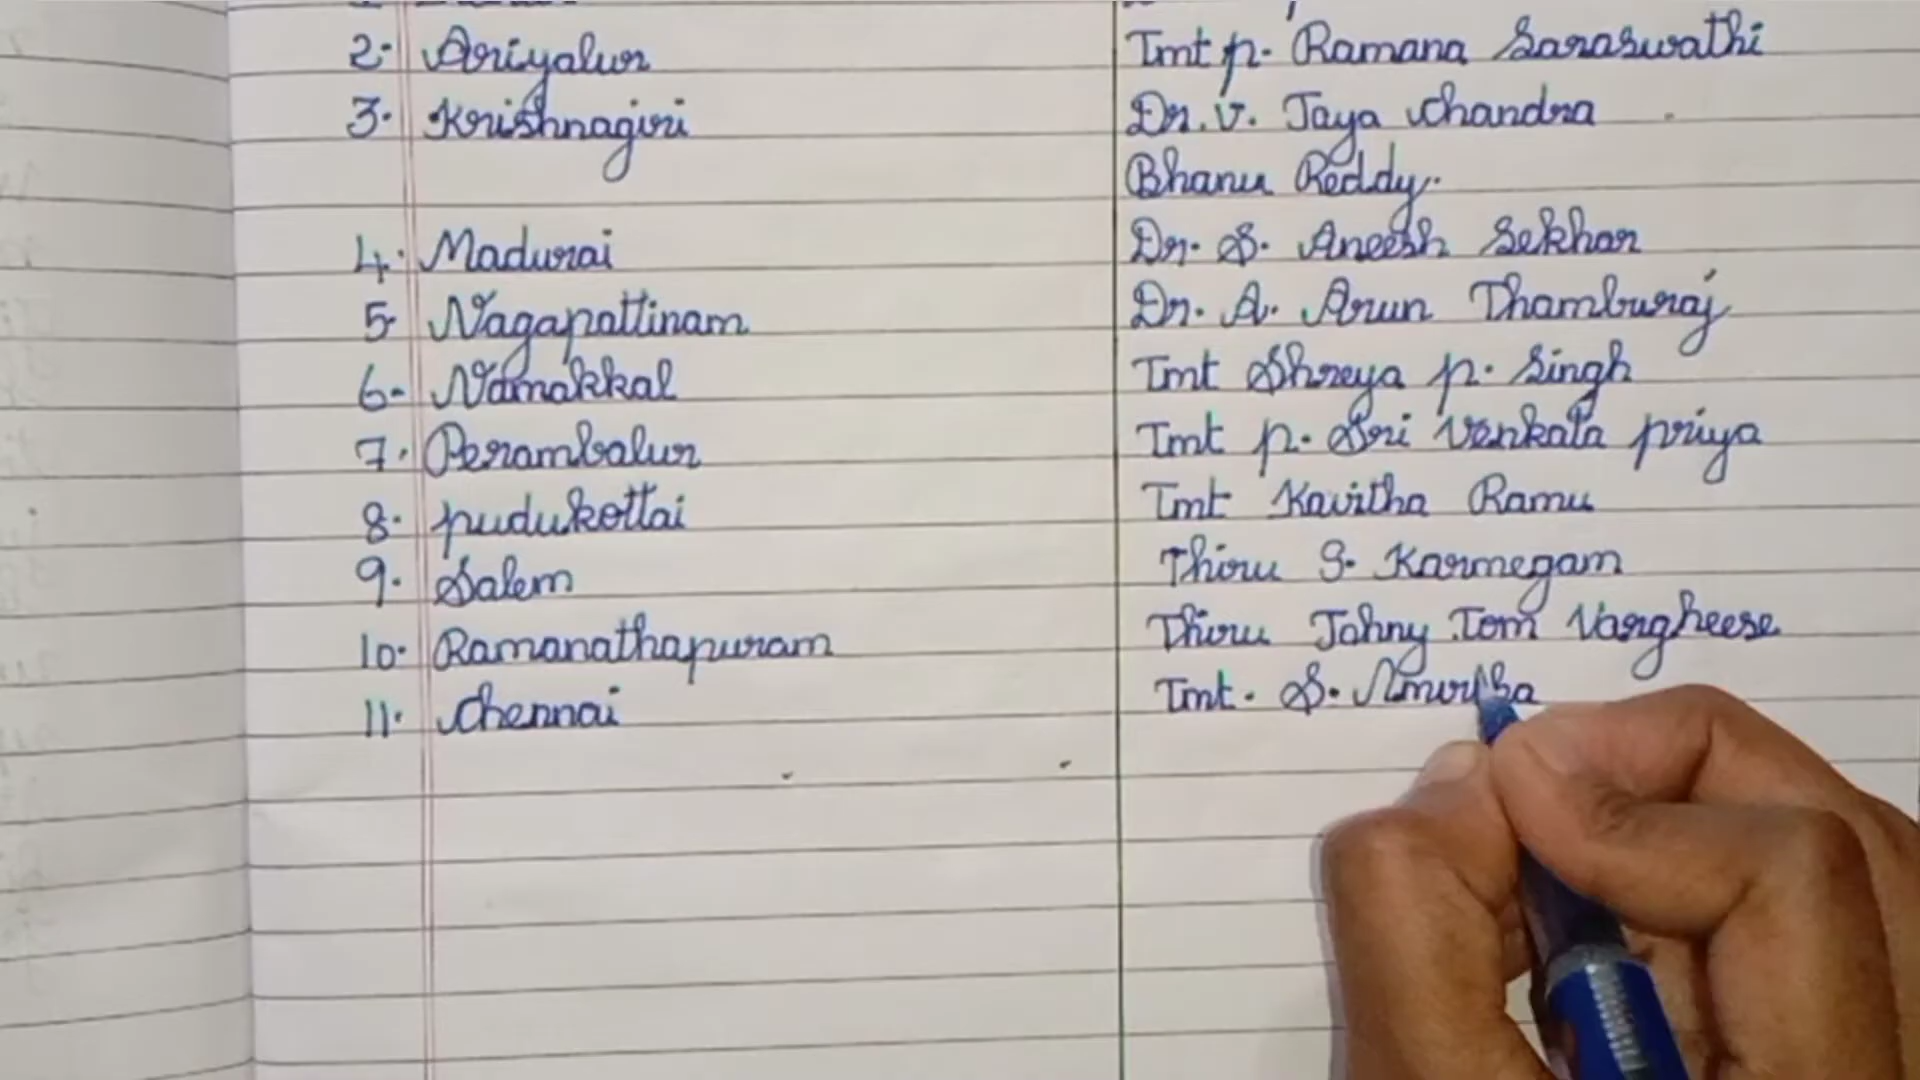 2. Ariyalur Tmt p. Ramana Saraswathi
3. Krishnagiri Dr. V. Jaya Chandra
Bhanu Reddy.
4. Madurai Dr. S. Aneesh Sekhar
5. Nagapattinam Dr. A. Arun Thamburaj
6. Namakkal Tmt Shreya p. Singh
7. Perambalur Tmt p. Sri Venkata priya
8. pudukottai Tmt Kavitha Ramu
9. Salem Thiru S. Karmegam
10. Ramanathapuram Thiru Johny Tom Vargheese
11. Chennai Tmt. S.